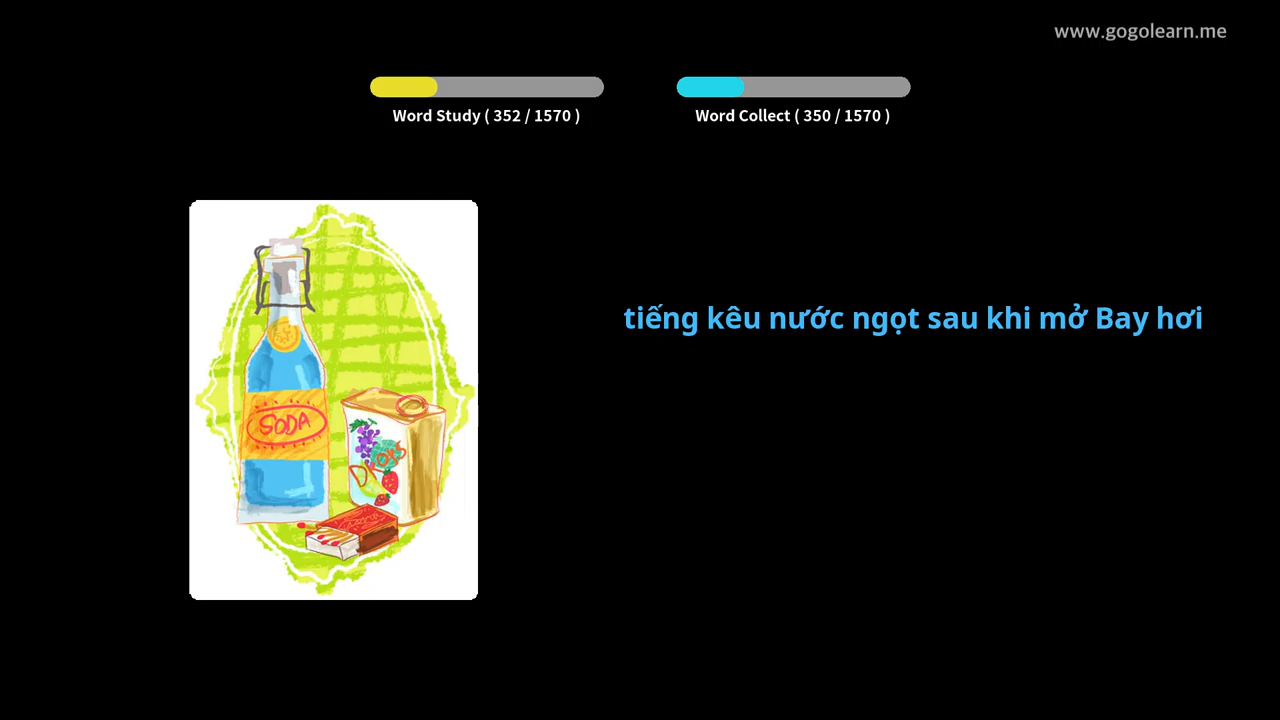 www.gogolearn.me
Word Study ( 352 / 1570 )
Word Collect ( 350 / 1570 )
tiếng kêu nước ngọt sau khi mở Bay hơi
SODA
Drops